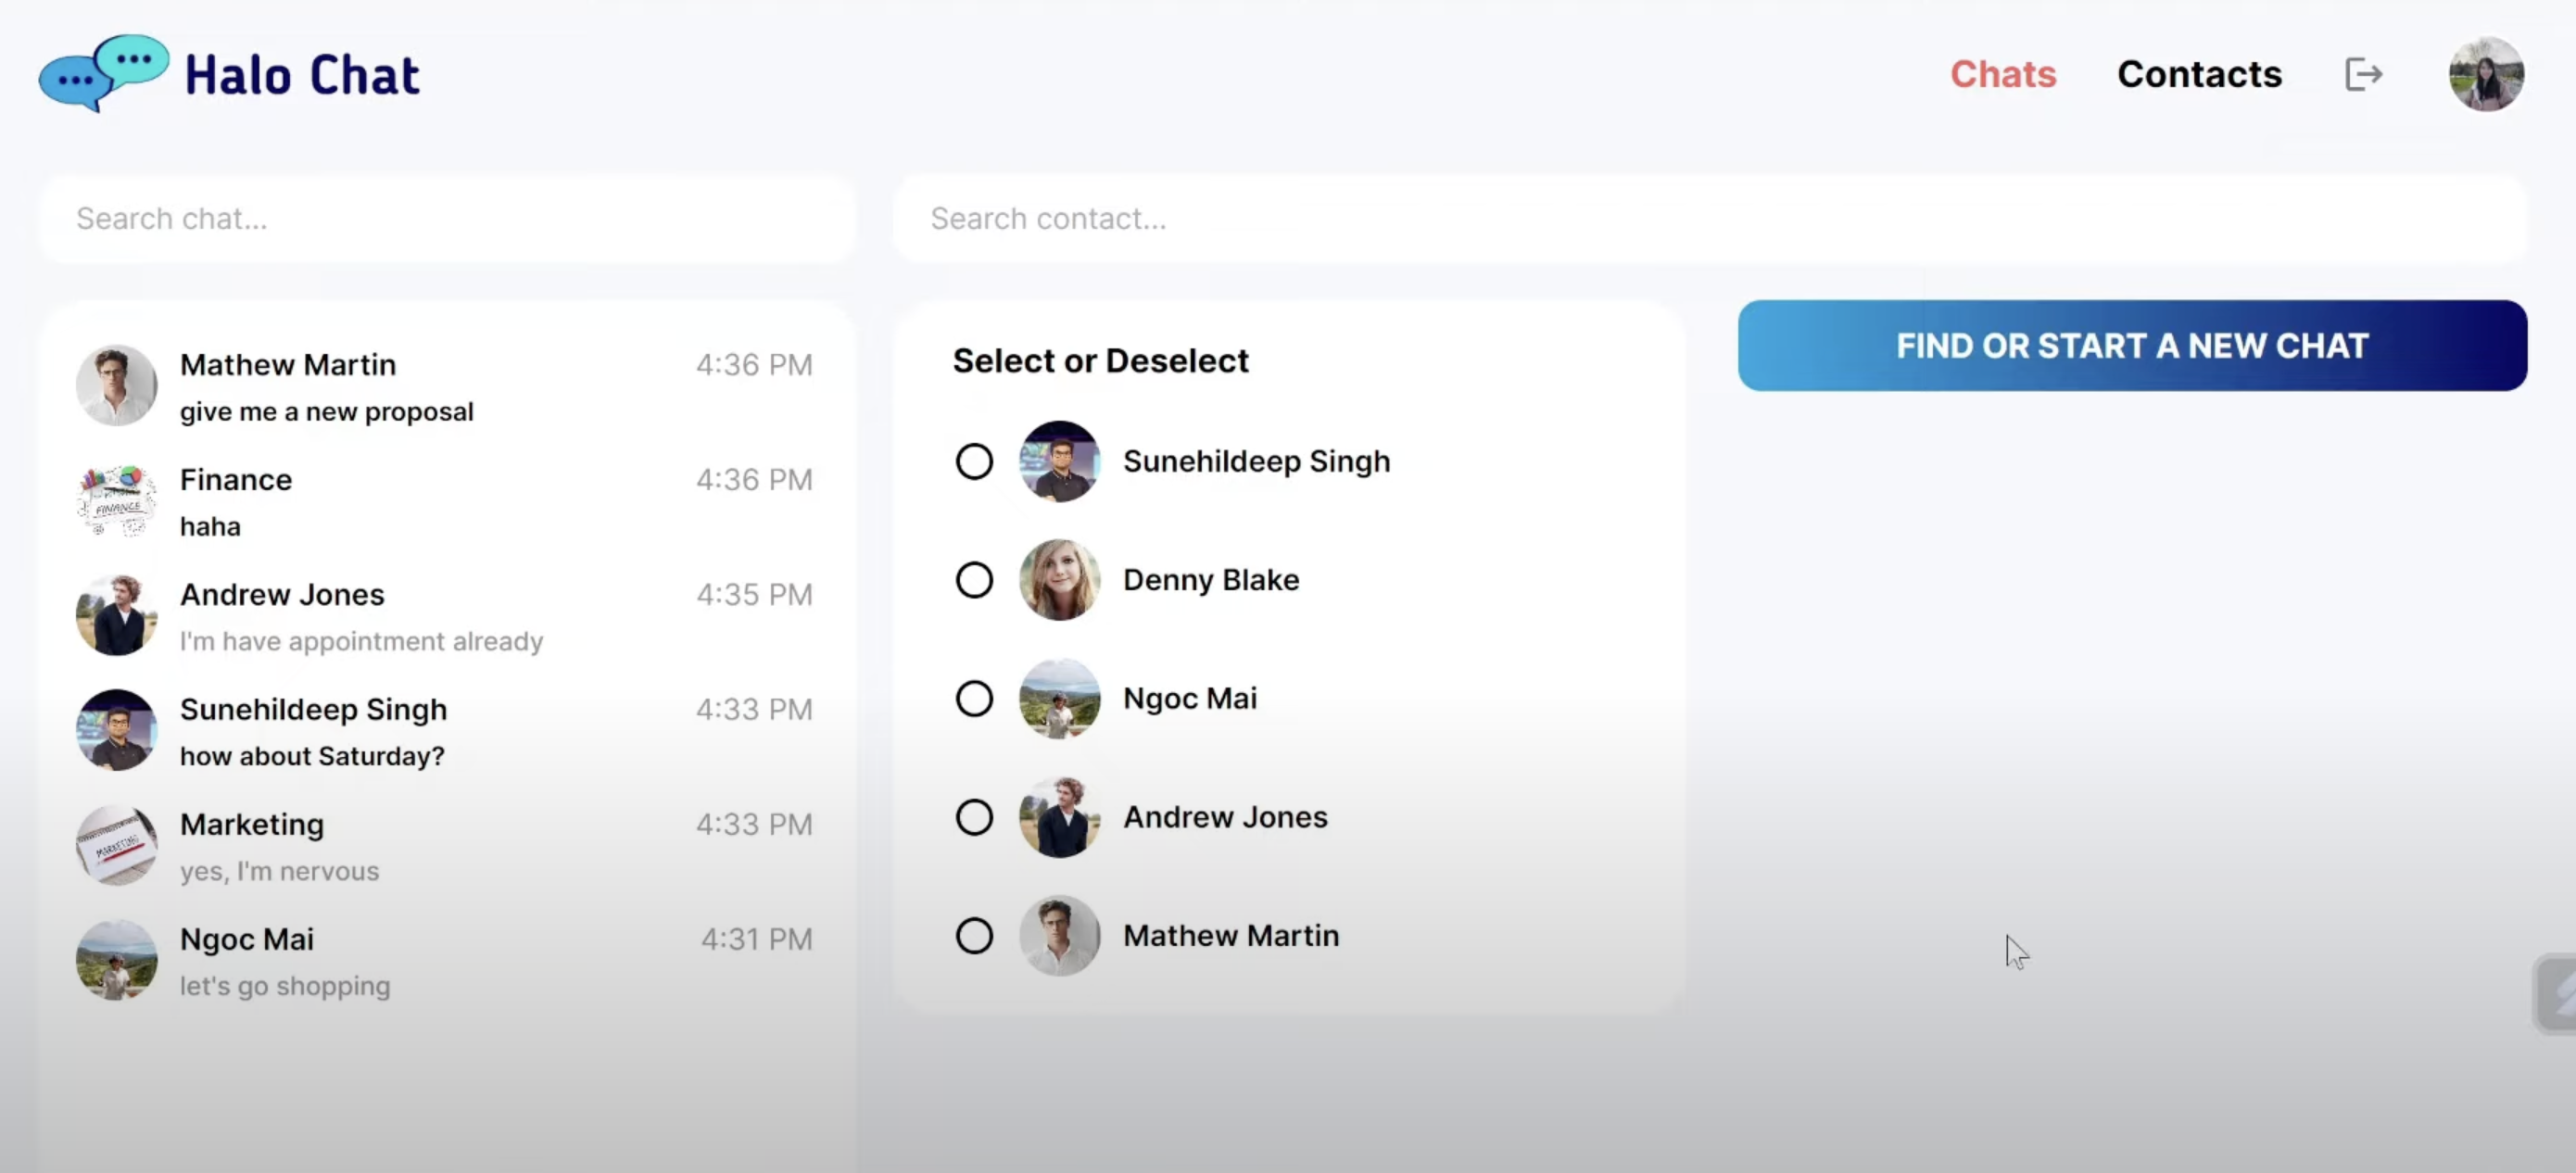 Halo Chat
Chats
Contacts
Search chat...
Search contact...
Mathew Martin
4:36 PM
give me a new proposal
FINANCE
Finance
4:36 PM
haha
Andrew Jones
4:35 PM
I'm have appointment already
Sunehildeep Singh
4:33 PM
how about Saturday?
MARKETING
Marketing
4:33 PM
yes, I'm nervous
Ngoc Mai
4:31 PM
let's go shopping
Select or Deselect
Sunehildeep Singh
Denny Blake
Ngoc Mai
Andrew Jones
Mathew Martin
FIND OR START A NEW CHAT